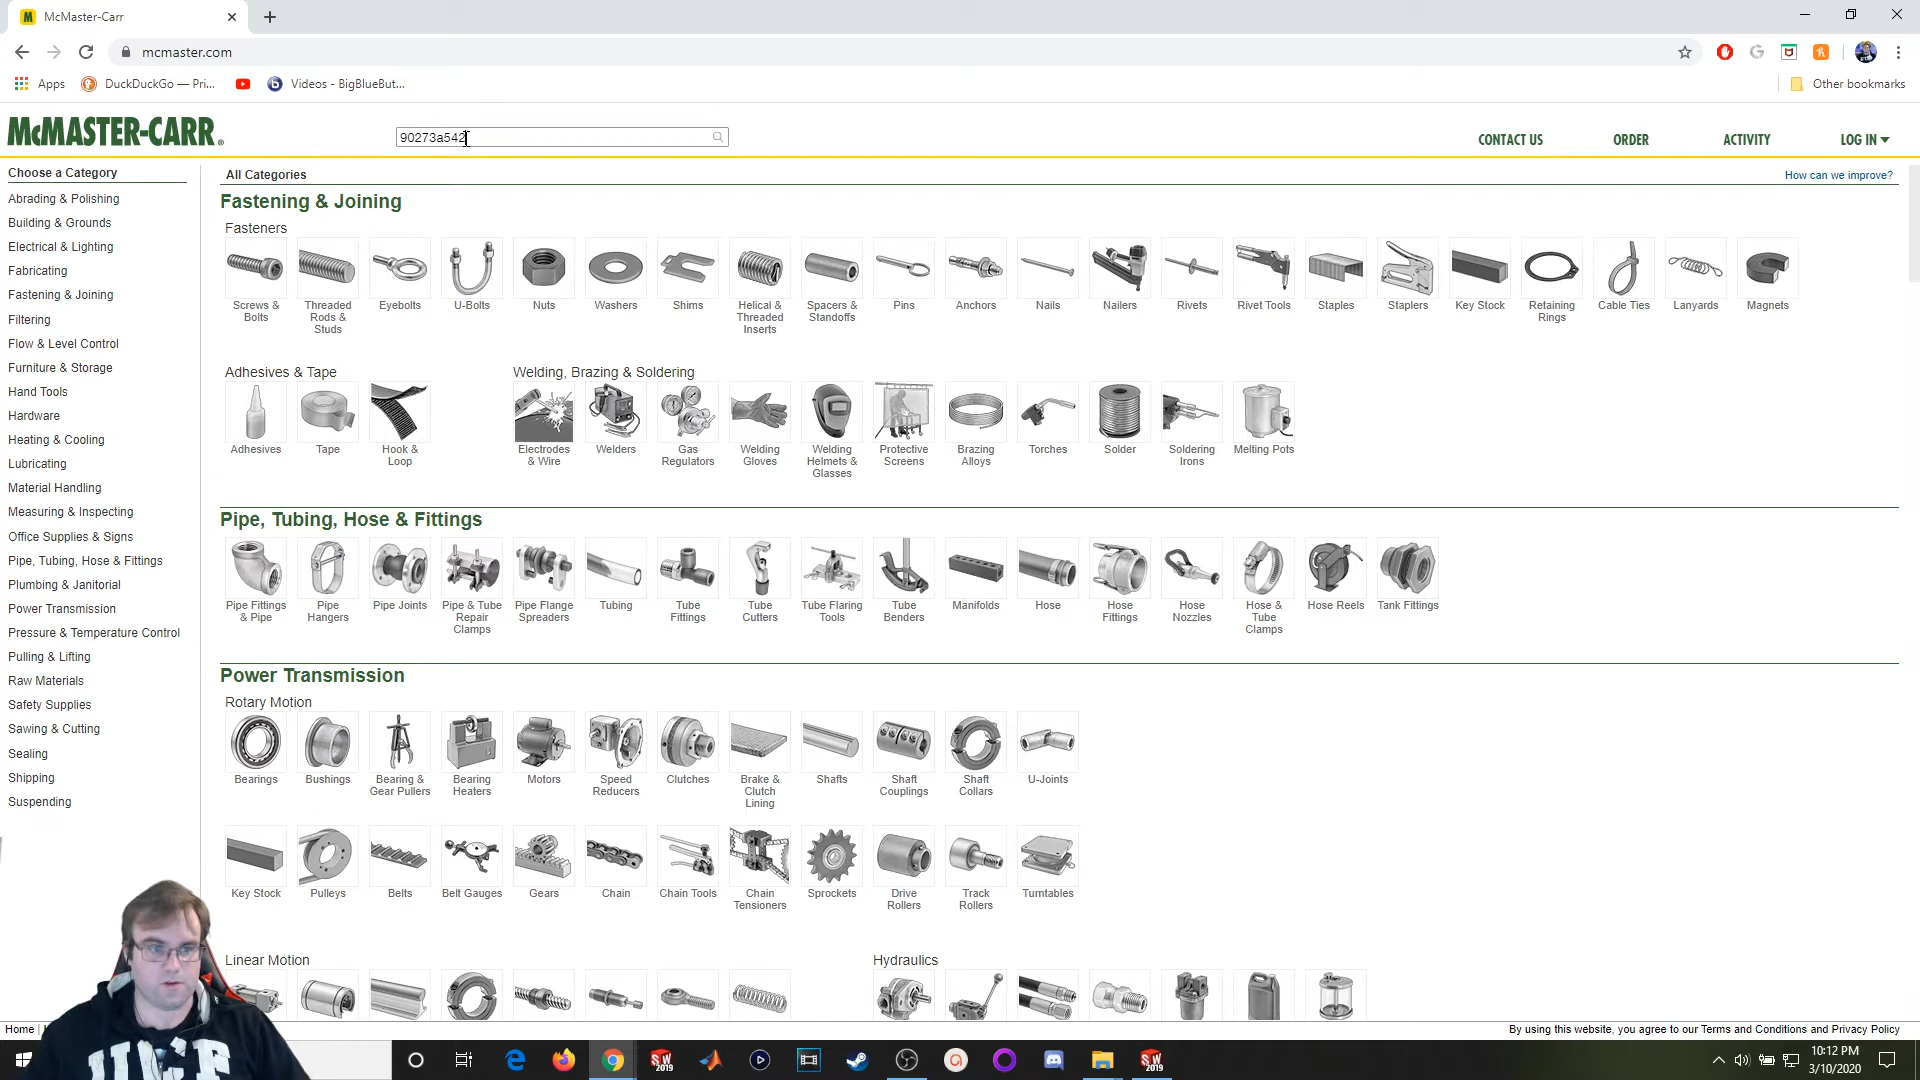 McMaster-Carr
mcmaster.com
Apps
DuckDuckGo — Pri...
Videos - BigBlueBut...
Other bookmarks
McMASTER-CARR®
90273a542
CONTACT US
ORDER
ACTIVITY
LOG IN
Choose a Category
Abrading & Polishing
Building & Grounds
Electrical & Lighting
Fabricating
Fastening & Joining
Filtering
Flow & Level Control
Furniture & Storage
Hand Tools
Hardware
Heating & Cooling
Lubricating
Material Handling
Measuring & Inspecting
Office Supplies & Signs
Pipe, Tubing, Hose & Fittings
Plumbing & Janitorial
Power Transmission
Pressure & Temperature Control
Pulling & Lifting
Raw Materials
Safety Supplies
Sawing & Cutting
Sealing
Shipping
Suspending
All Categories
How can we improve?
Fastening & Joining
Fasteners
Screws &
Bolts
Threaded
Rods &
Studs
Eyebolts
U-Bolts
Nuts
Washers
Shims
Helical &
Threaded
Inserts
Spacers &
Standoffs
Pins
Anchors
Nails
Nailers
Rivets
Rivet Tools
Staples
Staplers
Key Stock
Retaining
Rings
Cable Ties
Lanyards
Magnets
Adhesives & Tape
Adhesives
Tape
Hook &
Loop
Welding, Brazing & Soldering
Electrodes
& Wire
Welders
Gas
Regulators
Welding
Gloves
Welding
Helmets &
Glasses
Protective
Screens
Brazing
Alloys
Torches
Solder
Soldering
Irons
Melting Pots
Pipe, Tubing, Hose & Fittings
Pipe Fittings
& Pipe
Pipe
Hangers
Pipe Joints
Pipe & Tube
Repair
Clamps
Pipe Flange
Spreaders
Tubing
Tube
Fittings
Tube
Cutters
Tube Flaring
Tools
Tube
Benders
Manifolds
Hose
Hose
Fittings
Hose
Nozzles
Hose &
Tube
Clamps
Hose Reels
Tank Fittings
Power Transmission
Rotary Motion
Bearings
Bushings
Bearing &
Gear Pullers
Bearing
Heaters
Motors
Speed
Reducers
Clutches
Brake &
Clutch
Lining
Shafts
Shaft
Couplings
Shaft
Collars
U-Joints
Key Stock
Pulleys
Belts
Belt Gauges
Gears
Chain
Chain Tools
Chain
Tensioners
Sprockets
Drive
Rollers
Track
Rollers
Turntables
Linear Motion
Hydraulics
Home |
By using this website, you agree to our Terms and Conditions and Privacy Policy
10:12 PM
3/10/2020
SW
2019
SW
2019